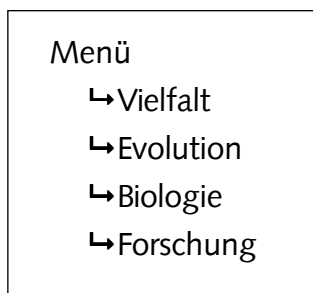 Menü
↳Vielfalt
↳Evolution
↳Biologie
↳Forschung